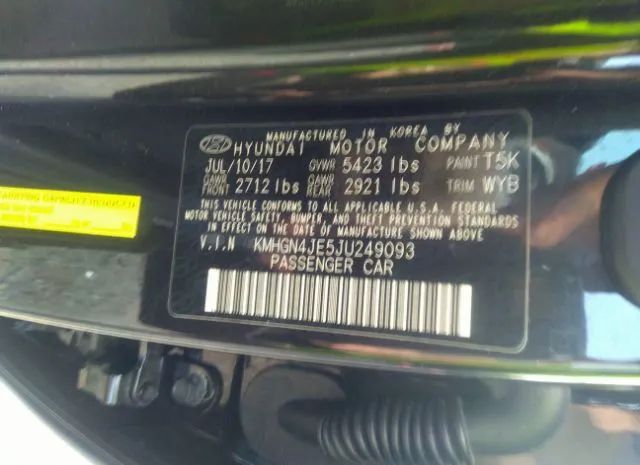 MANUFACTURED IN KOREA BY
HYUNDAI MOTOR COMPANY
JUL/10/17 GVWR 5423 lbs PAINT T5K
GAWR FRONT 2712 lbs GAWR REAR 2921 lbs TRIM WYB
THIS VEHICLE CONFORMS TO ALL APPLICABLE U.S.A. FEDERAL
MOTOR VEHICLE SAFETY, BUMPER, AND THEFT PREVENTION STANDARDS
IN EFFECT ON THE DATE OF MANUFACTURE SHOWN ABOVE.
V.I.N KMHGN4JE5JU249093
PASSENGER CAR